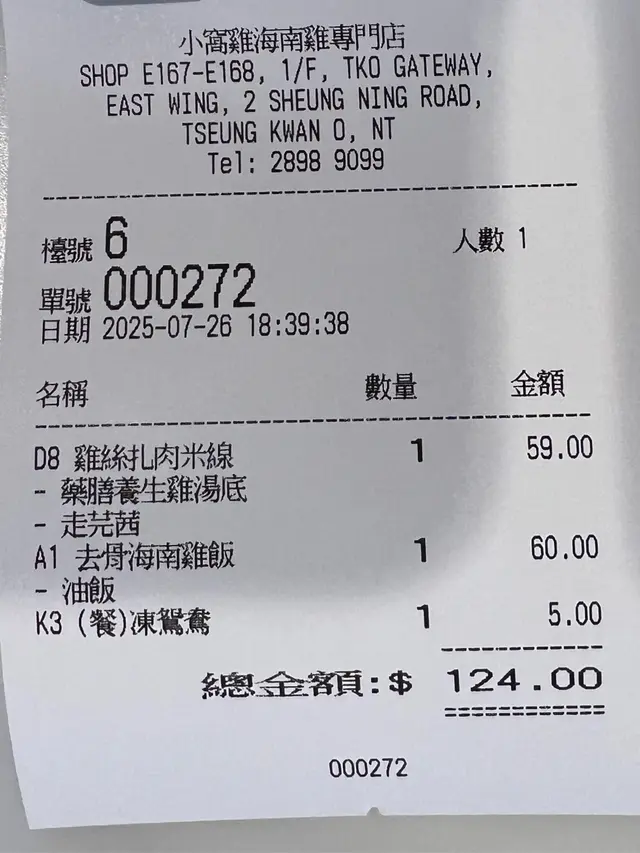 小窩雞海南雞專門店
SHOP E167-E168, 1/F, TKO GATEWAY,
EAST WING, 2 SHEUNG NING ROAD,
TSEUNG KWAN O, NT
Tel: 2898 9099
檯號 6 人數 1
單號 000272
日期 2025-07-26 18:39:38
名稱 數量 金額
D8 雞絲扎肉米線 1 59.00
- 藥膳養生雞湯底
- 走芫茜
A1 去骨海南雞飯 1 60.00
- 油飯
K3 (餐)凍鴛鴦 1 5.00
總金額:$ 124.00
000272